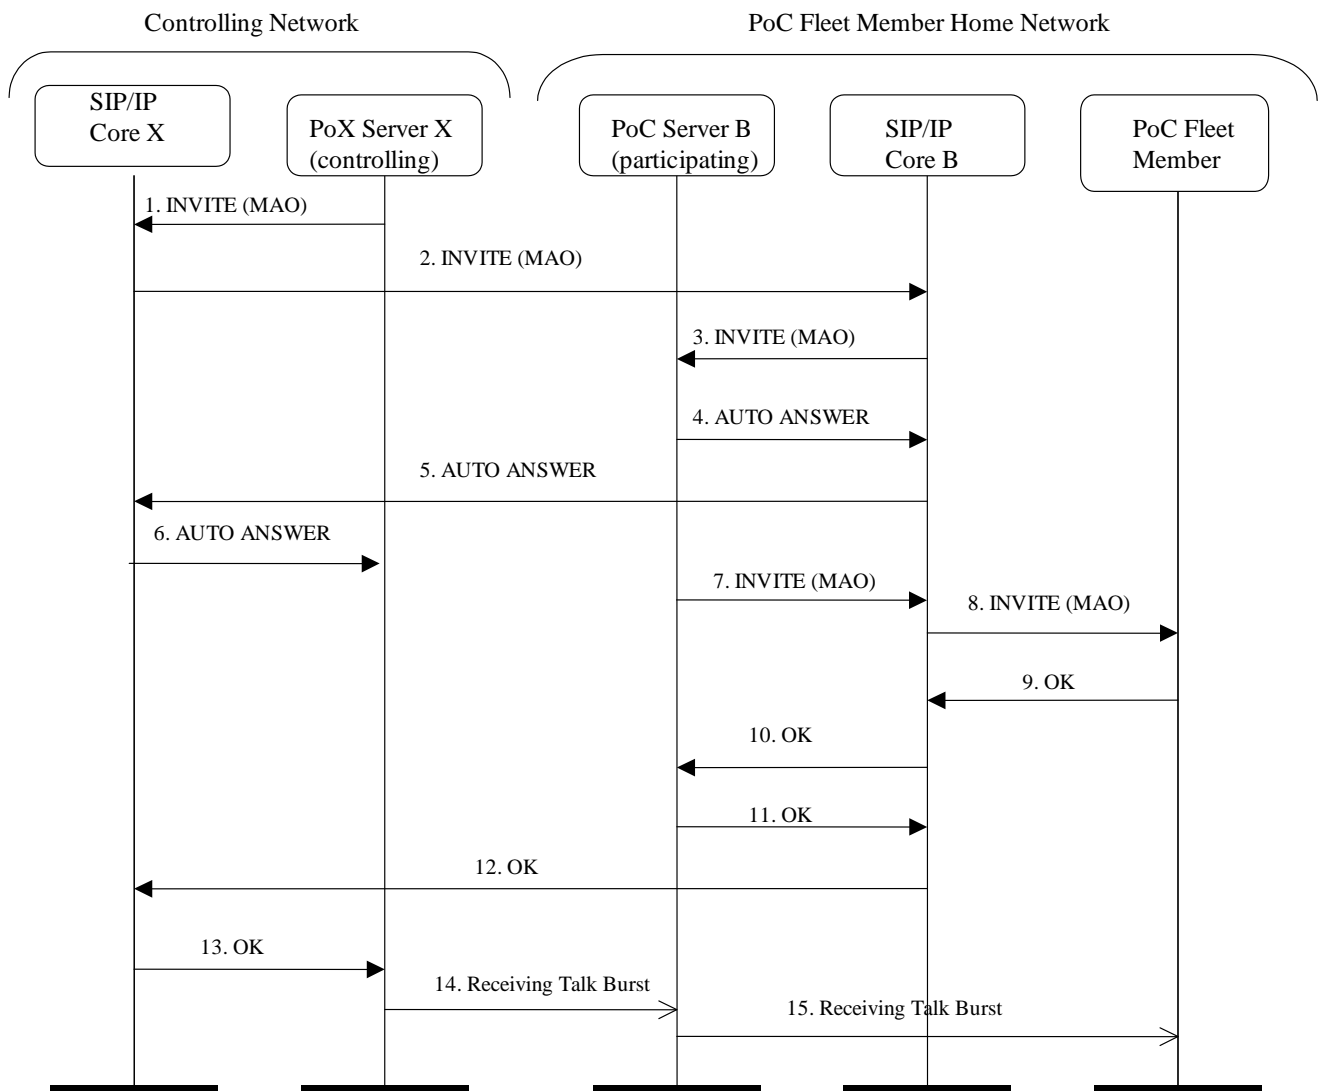 Controlling Network
PoC Fleet Member Home Network
SIP/IP
Core X
PoX Server X
(controlling)
PoC Server B
(participating)
SIP/IP
Core B
PoC Fleet
Member
1. INVITE (MAO)
2. INVITE (MAO)
3. INVITE (MAO)
4. AUTO ANSWER
5. AUTO ANSWER
6. AUTO ANSWER
7. INVITE (MAO)
8. INVITE (MAO)
9. OK
10. OK
11. OK
12. OK
13. OK
14. Receiving Talk Burst
15. Receiving Talk Burst